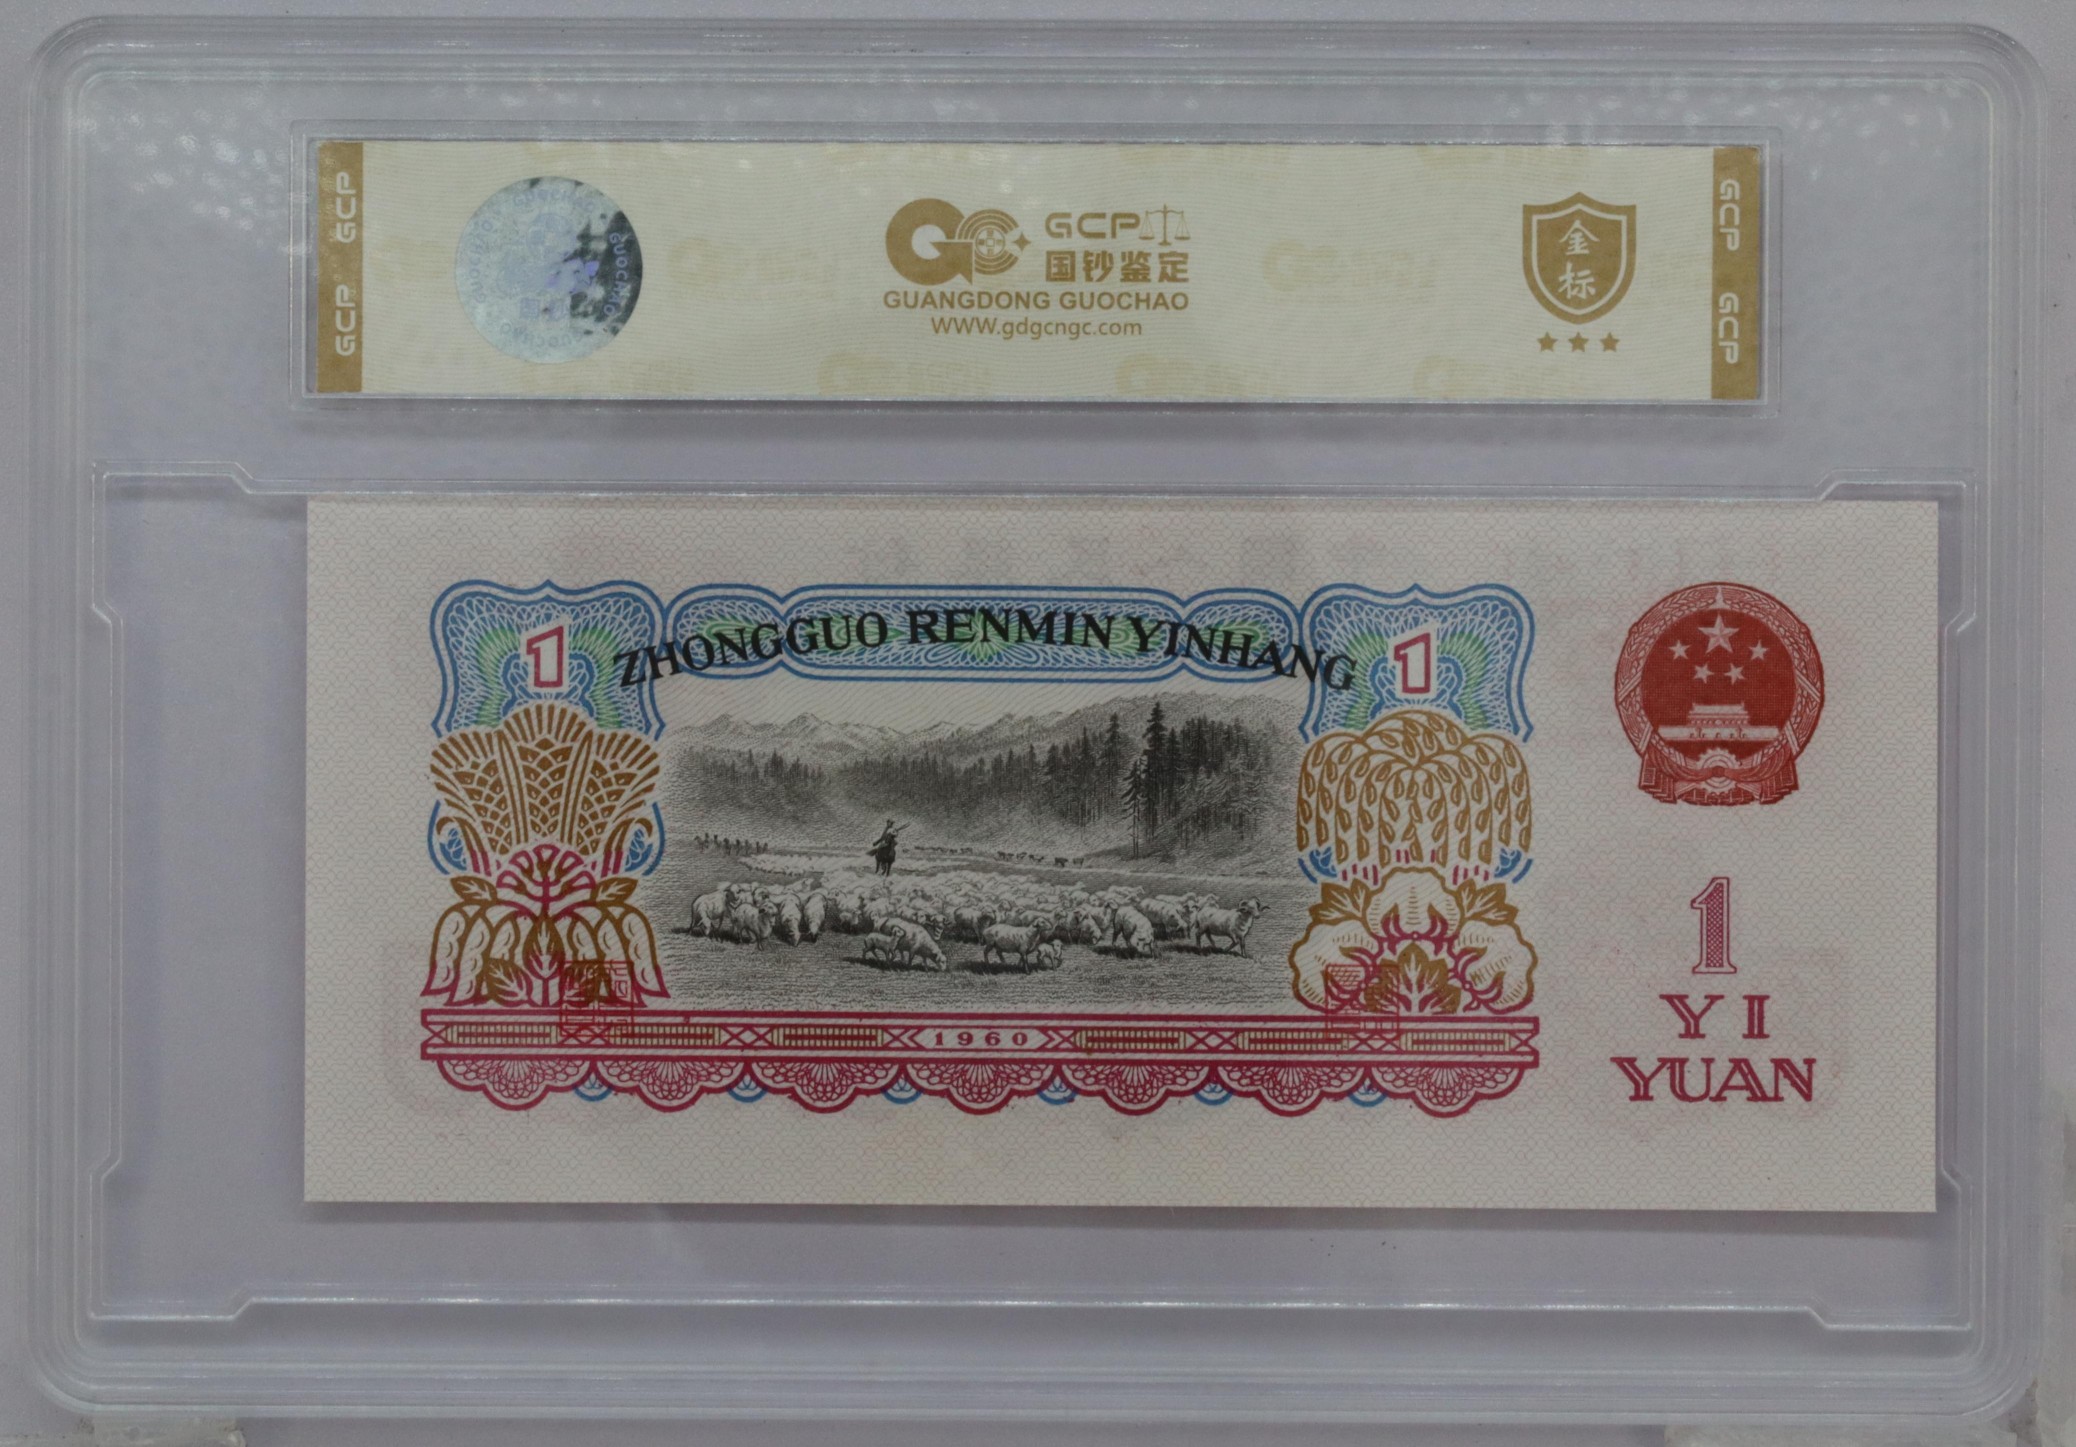 GCP GCP
GCP
国钞鉴定
GUANGDONG GUOCHAO
WWW.gdgcngc.com
金
标
GCP GCP
1
ZHONGGUO RENMIN YINHANG
1
1960
1
YI
YUAN